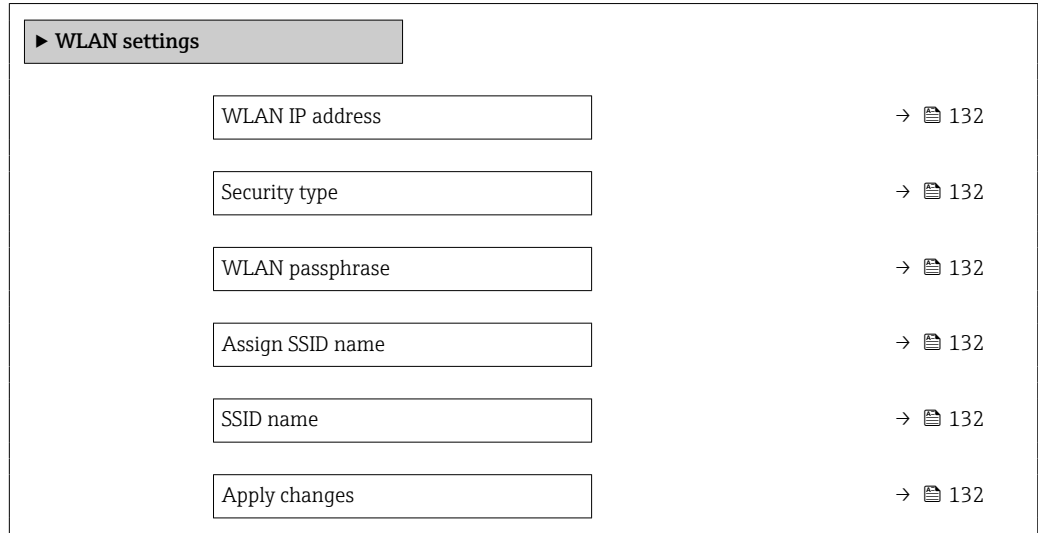 ► WLAN settings
WLAN IP address → 132
Security type → 132
WLAN passphrase → 132
Assign SSID name → 132
SSID name → 132
Apply changes → 132